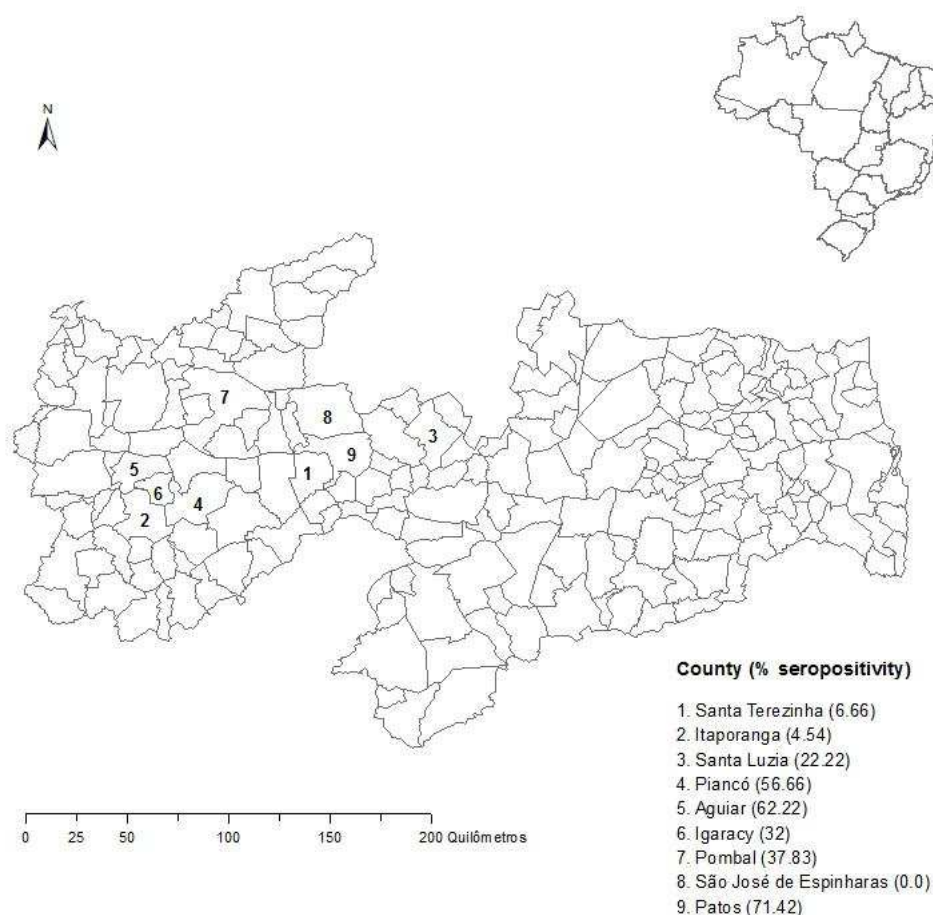 N
7
8
3
9
5
1
6
4
2
0 25 50 100 150 200 Quilômetros
County (% seropositivity)
1. Santa Terezinha (6.66)
2. Itaporanga (4.54)
3. Santa Luzia (22.22)
4. Piancó (56.66)
5. Aguiar (62.22)
6. Igaracy (32)
7. Pombal (37.83)
8. São José de Espinharas (0.0)
9. Patos (71.42)